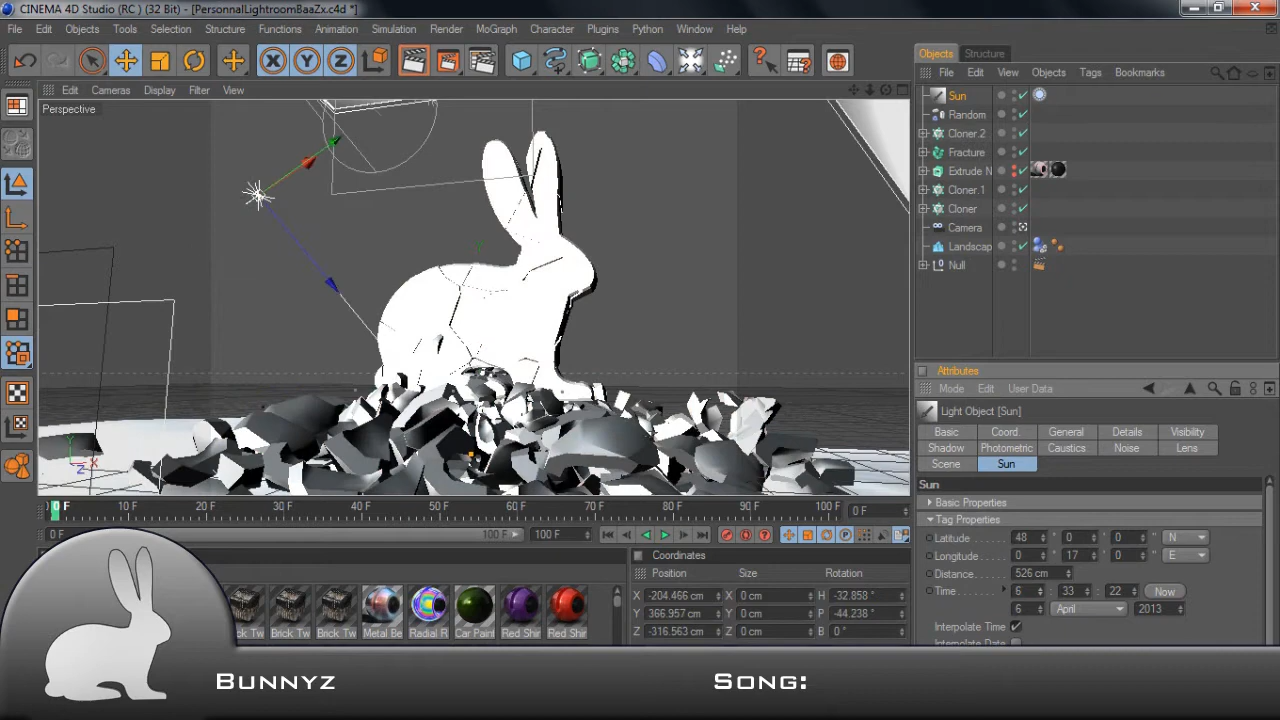 CINEMA 4D Studio (RC ) (32 Bit) - [PersonnalLightroomBaaZx.c4d *]
File Edit Objects Tools Selection Structure Functions Animation Simulation Render MoGraph Character Plugins Python Window Help
Objects Structure
File Edit View Objects Tags Bookmarks
Edit Cameras Display Filter View
Perspective
Sun
Random
Cloner.2
Fracture
Extrude N
Cloner.1
Cloner
Camera
Landscap
Null
Attributes
Mode Edit User Data
Light Object [Sun]
Basic Coord. General Details Visibility
Shadow Photometric Caustics Noise Lens
Scene Sun
Sun
Basic Properties
Tag Properties
Latitude 48 ° 0 ' 0 " N
Longitude 0 ° 17 ' 0 " E
Distance 526 cm
Time 6 : 33 : 22 Now
6 April 2013
Interpolate Time
Interpolate Date
0 F 10 F 20 F 30 F 40 F 50 F 60 F 70 F 80 F 90 F 100 F 0 F
0 F 100 F 100 F
Coordinates
Position Size Rotation
X -204.466 cm X 0 cm H -32.858 °
Y 366.957 cm Y 0 cm P -44.238 °
Z -316.563 cm Z 0 cm B 0 °
ck Tw Brick Tw Brick Tw Metal Be Radial R Car Paint Red Shir Red Shir
Bunnyz
Song: